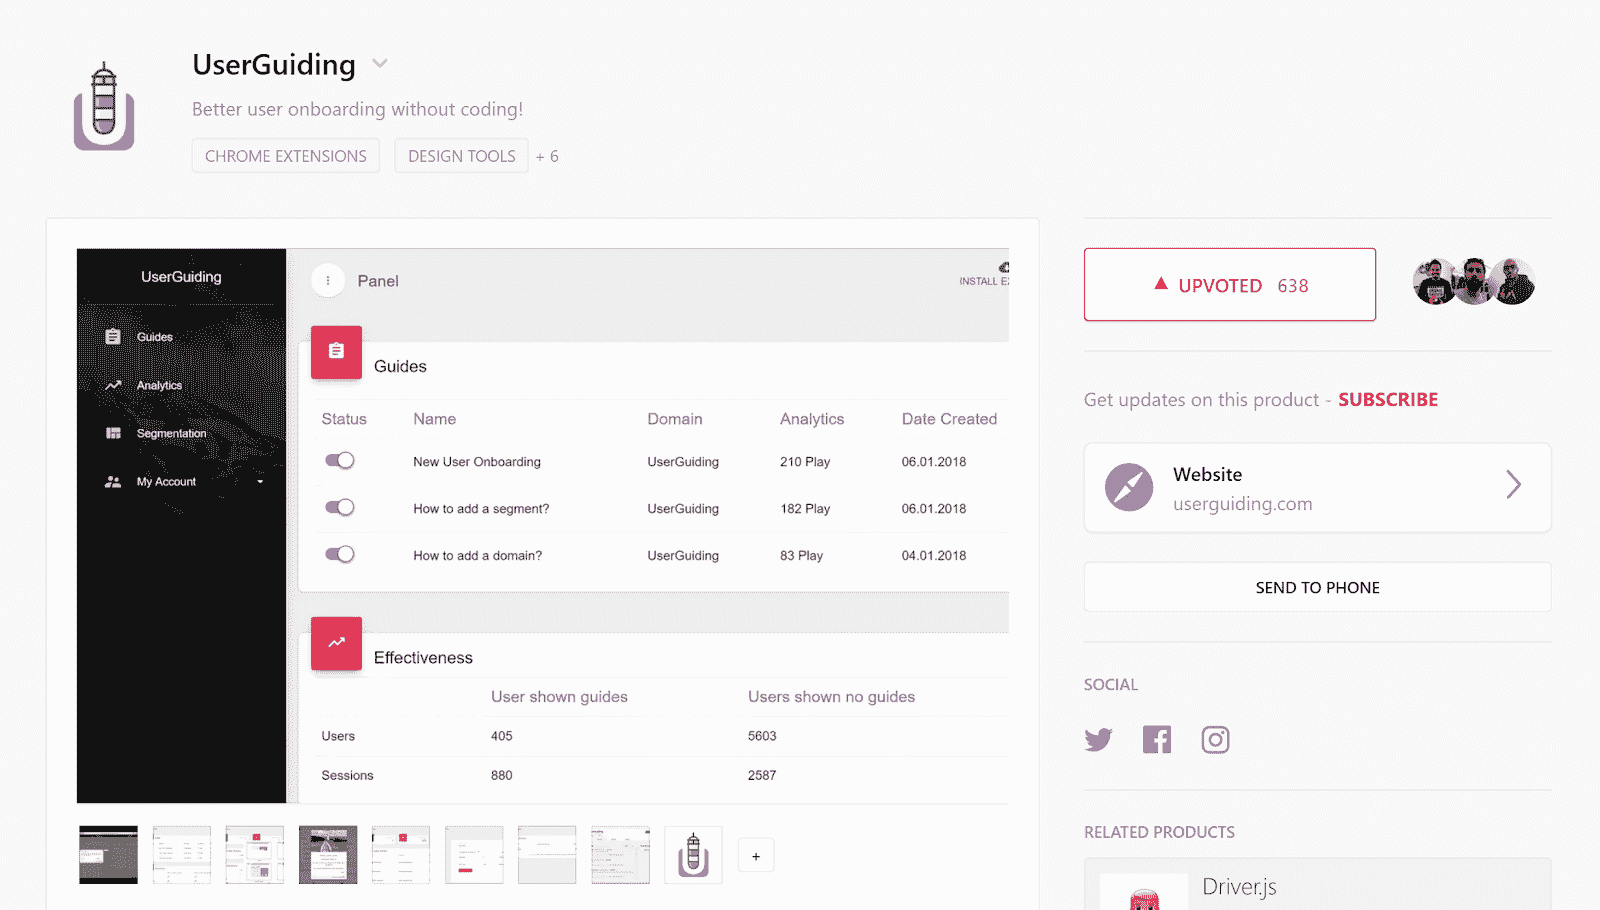 UserGuiding
Better user onboarding without coding!
CHROME EXTENSIONS DESIGN TOOLS + 6
UserGuiding
Guides
Analytics
Segmentation
My Account
Panel
INSTALL E
Guides
Status Name Domain Analytics Date Created
New User Onboarding UserGuiding 210 Play 06.01.2018
How to add a segment? UserGuiding 182 Play 06.01.2018
How to add a domain? UserGuiding 83 Play 04.01.2018
Effectiveness
User shown guides Users shown no guides
Users 405 5603
Sessions 880 2587
+
UPVOTED 638
Get updates on this product - SUBSCRIBE
Website
userguiding.com
SEND TO PHONE
SOCIAL
RELATED PRODUCTS
Driver.js